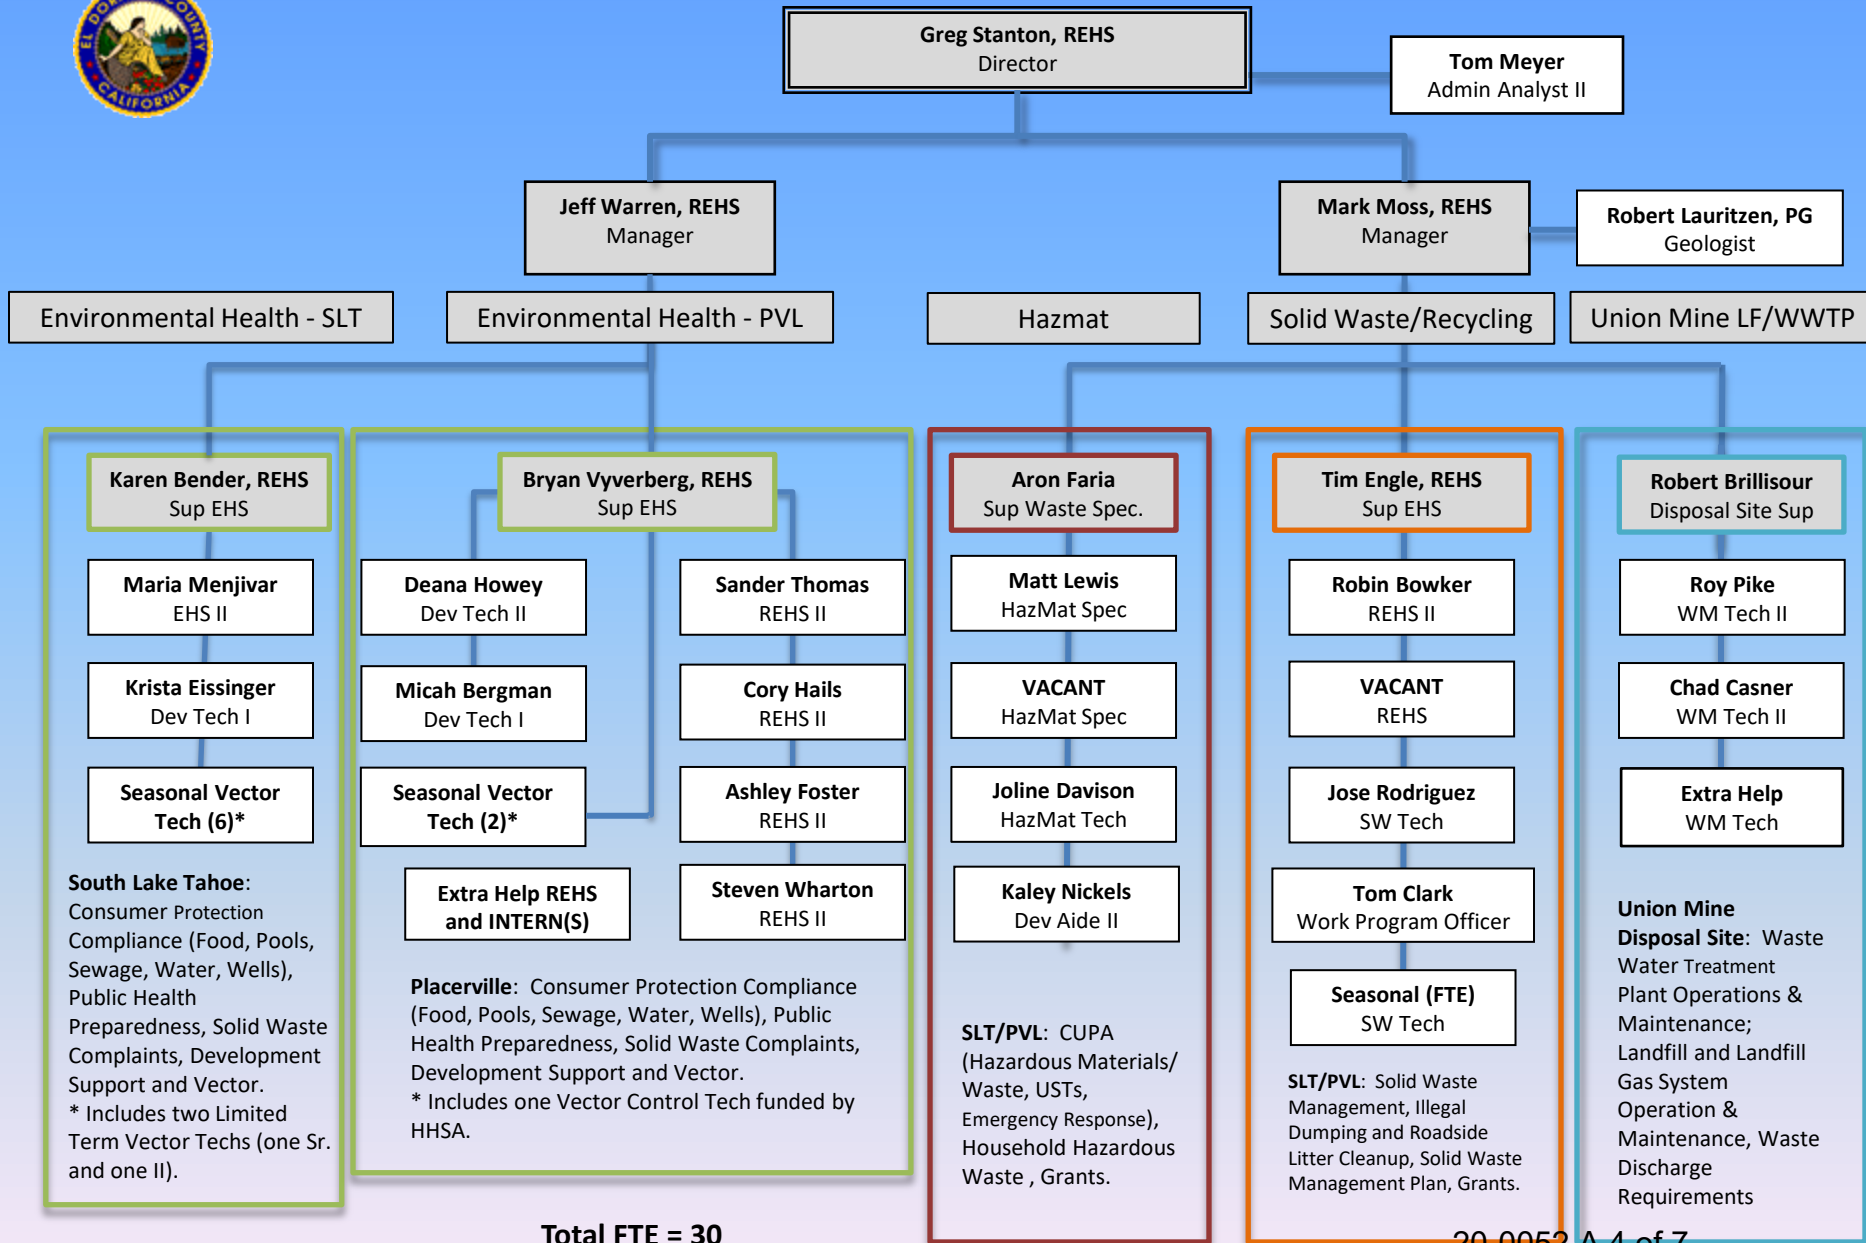 EL DORADO COUNTY
CALIFORNIA
Greg Stanton, REHS
Director
Tom Meyer
Admin Analyst II
Jeff Warren, REHS
Manager
Mark Moss, REHS
Manager
Robert Lauritzen, PG
Geologist
Environmental Health - SLT
Environmental Health - PVL
Hazmat
Solid Waste/Recycling
Union Mine LF/WWTP
Karen Bender, REHS
Sup EHS
Maria Menjivar
EHS II
Krista Eissinger
Dev Tech I
Seasonal Vector
Tech (6)*
South Lake Tahoe:
Consumer Protection
Compliance (Food, Pools,
Sewage, Water, Wells),
Public Health
Preparedness, Solid Waste
Complaints, Development
Support and Vector.
* Includes two Limited
Term Vector Techs (one Sr.
and one II).
Bryan Vyverberg, REHS
Sup EHS
Deana Howey
Dev Tech II
Micah Bergman
Dev Tech I
Seasonal Vector
Tech (2)*
Extra Help REHS
and INTERN(S)
Sander Thomas
REHS II
Cory Hails
REHS II
Ashley Foster
REHS II
Steven Wharton
REHS II
Placerville: Consumer Protection Compliance
(Food, Pools, Sewage, Water, Wells), Public
Health Preparedness, Solid Waste Complaints,
Development Support and Vector.
* Includes one Vector Control Tech funded by
HHSA.
Aron Faria
Sup Waste Spec.
Matt Lewis
HazMat Spec
VACANT
HazMat Spec
Joline Davison
HazMat Tech
Kaley Nickels
Dev Aide II
SLT/PVL: CUPA
(Hazardous Materials/
Waste, USTs,
Emergency Response),
Household Hazardous
Waste , Grants.
Tim Engle, REHS
Sup EHS
Robin Bowker
REHS II
VACANT
REHS
Jose Rodriguez
SW Tech
Tom Clark
Work Program Officer
Seasonal (FTE)
SW Tech
SLT/PVL: Solid Waste
Management, Illegal
Dumping and Roadside
Litter Cleanup, Solid Waste
Management Plan, Grants.
Robert Brillisour
Disposal Site Sup
Roy Pike
WM Tech II
Chad Casner
WM Tech II
Extra Help
WM Tech
Union Mine
Disposal Site: Waste
Water Treatment
Plant Operations &
Maintenance;
Landfill and Landfill
Gas System
Operation &
Maintenance, Waste
Discharge
Requirements
Total FTE = 30
20-0052 A 4 of 7